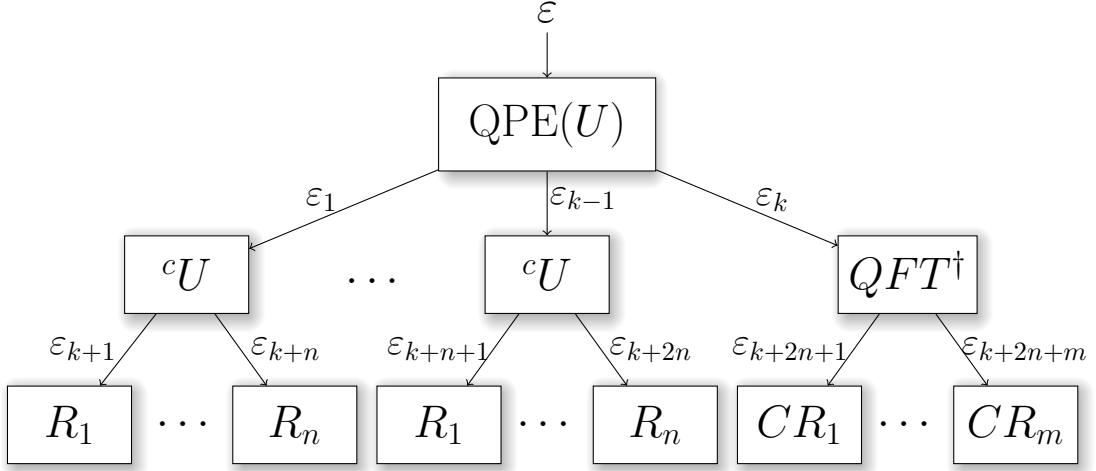 ε
QPE(U)
ε₁ εₖ₋₁ εₖ
ᶜU ⋯ ᶜU QFT†
εₖ₊₁ εₖ₊ₙ εₖ₊ₙ₊₁ εₖ₊₂ₙ εₖ₊₂ₙ₊₁ εₖ₊₂ₙ₊ₘ
R₁ ⋯ Rₙ R₁ ⋯ Rₙ CR₁ ⋯ CRₘ